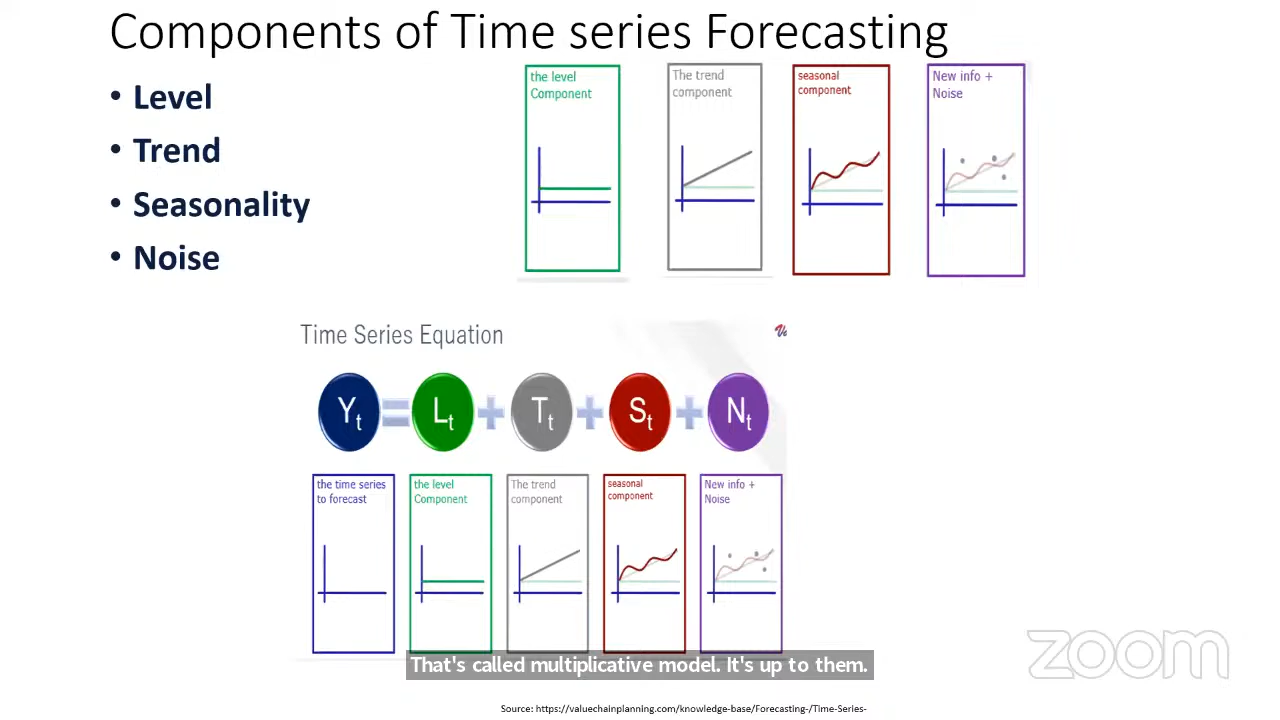 Components of Time series Forecasting
• Level
• Trend
• Seasonality
• Noise
the level
Component
The trend
component
seasonal
component
New info +
Noise
Time Series Equation
Yt = Lt + Tt + St + Nt
the time series
to forecast
the level
Component
The trend
component
seasonal
component
New info +
Noise
That's called multiplicative model. It's up to them.
zoom
Source: https://valuechainplanning.com/knowledge-base/Forecasting-/Time-Series-